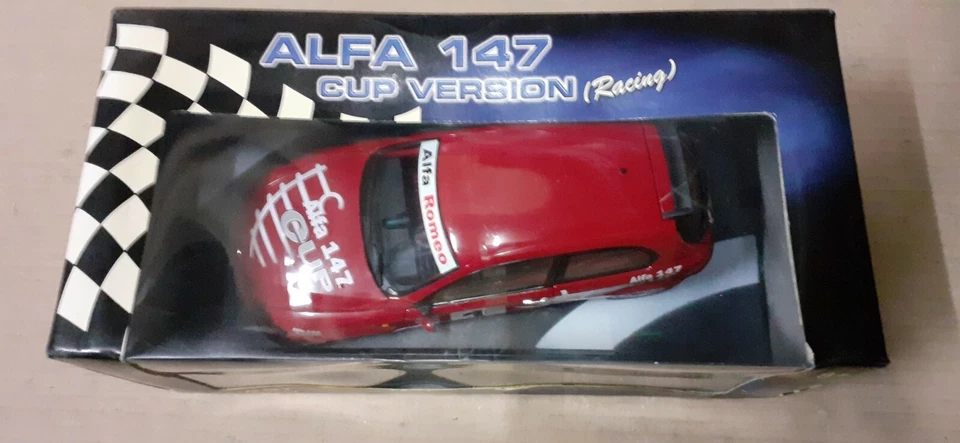 ALFA 147
CUP VERSION (Racing)
Alfa Romeo
Alfa 147
CUP
Alfa 147